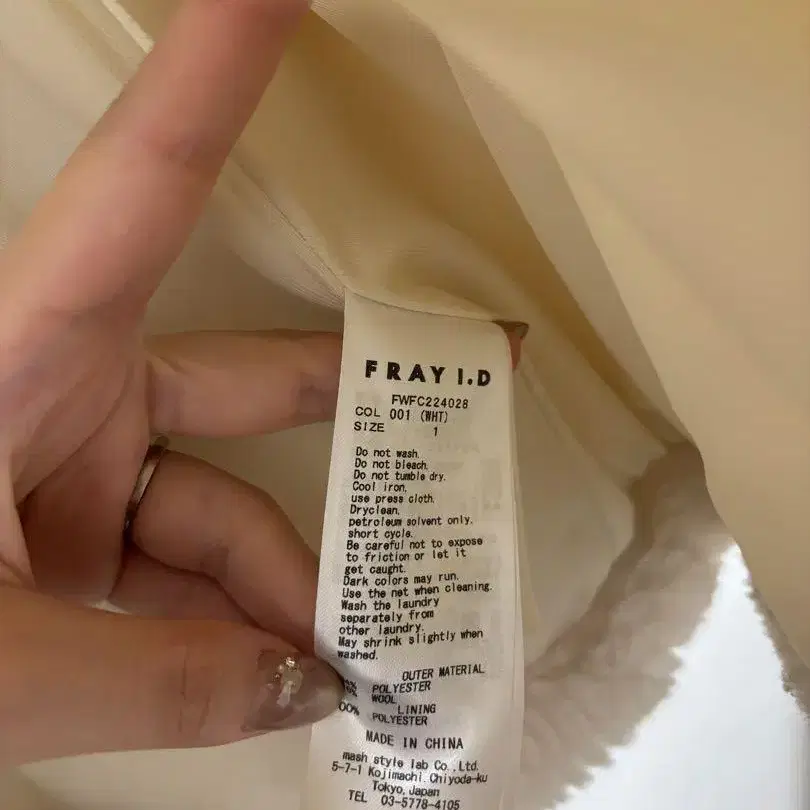 FRAY I.D
FWFC224028
COL 001 (WHT)
SIZE 1
Do not wash.
Do not bleach.
Do not tumble dry.
Cool iron,
use press cloth.
Dryclean,
petroleum solvent only.
short cycle.
Be careful not to expose
to friction or let it
get caught.
Dark colors may run.
Use the net when cleaning.
Wash the laundry
separately from
other laundry.
May shrink slightly when
washed.
OUTER MATERIAL
POLYESTER
WOOL
LINING
POLYESTER
MADE IN CHINA
mash style lab Co.,Ltd.
5-7-1 Kojimachi.Chiyoda-ku
Tokyo,Japan
TEL 03-5778-4105